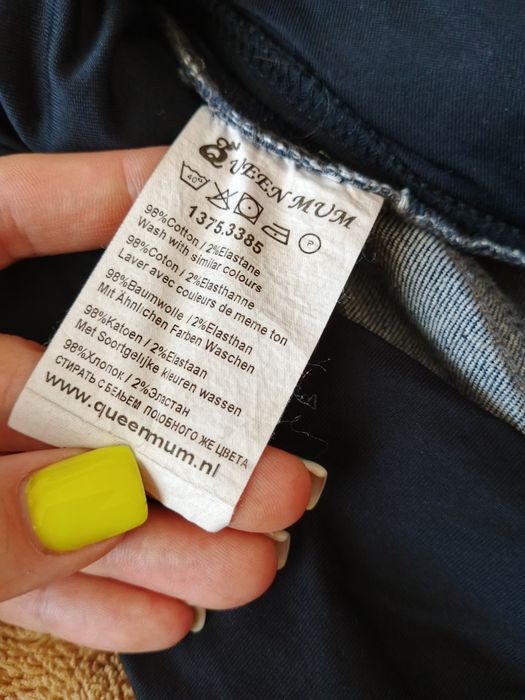 QUEEN MUM
40°
P
1375.3385
98%Cotton / 2%Elastane
Wash with similar colours
98%Coton / 2%Elasthanne
Laver avec couleurs de meme ton
98%Baumwolle / 2%Elasthan
Mit Ähnlichen Farben Waschen
98%Katoen / 2%Elastaan
Met Soortgelijke kleuren wassen
98%Хлопок / 2%Эластан
СТИРАТЬ С БЕЛЬЕМ ПОЮБНОГО ЖЕ ЦВЕТА
www.queenmum.nl